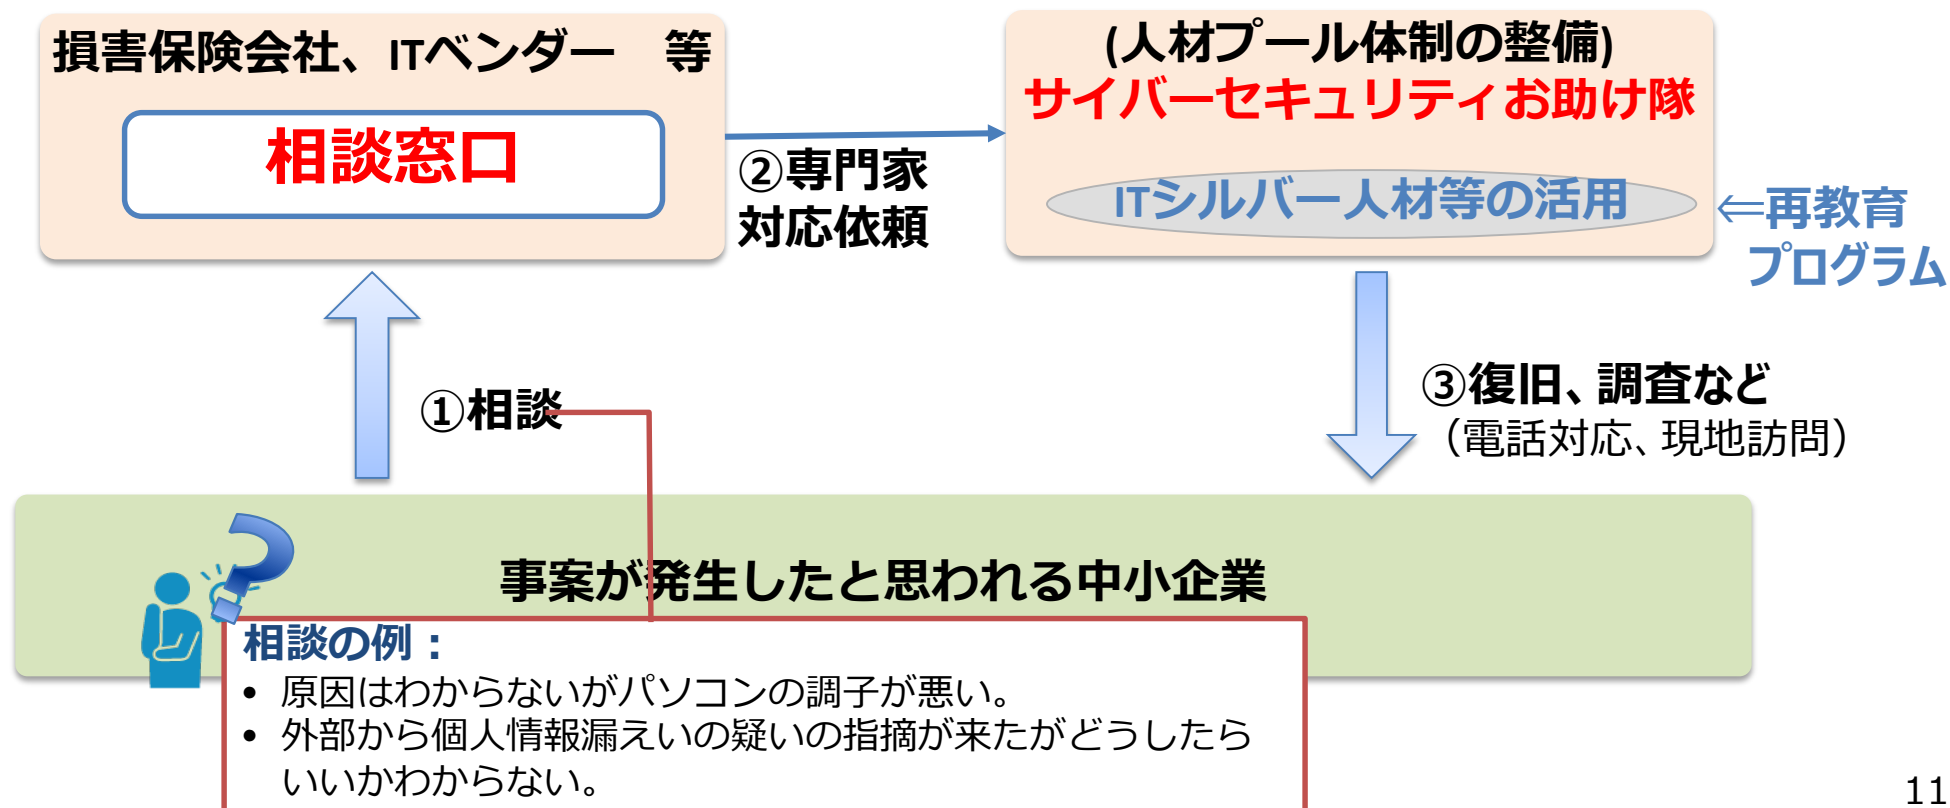 損害保険会社、ITベンダー　等
相談窓口
②専門家
対応依頼
(人材プール体制の整備)
サイバーセキュリティお助け隊
ITシルバー人材等の活用
⇐再教育
プログラム
①相談
③復旧、調査など
（電話対応、現地訪問）
事案が発生したと思われる中小企業
相談の例：
• 原因はわからないがパソコンの調子が悪い。
• 外部から個人情報漏えいの疑いの指摘が来たがどうしたら
いいかわからない。
11